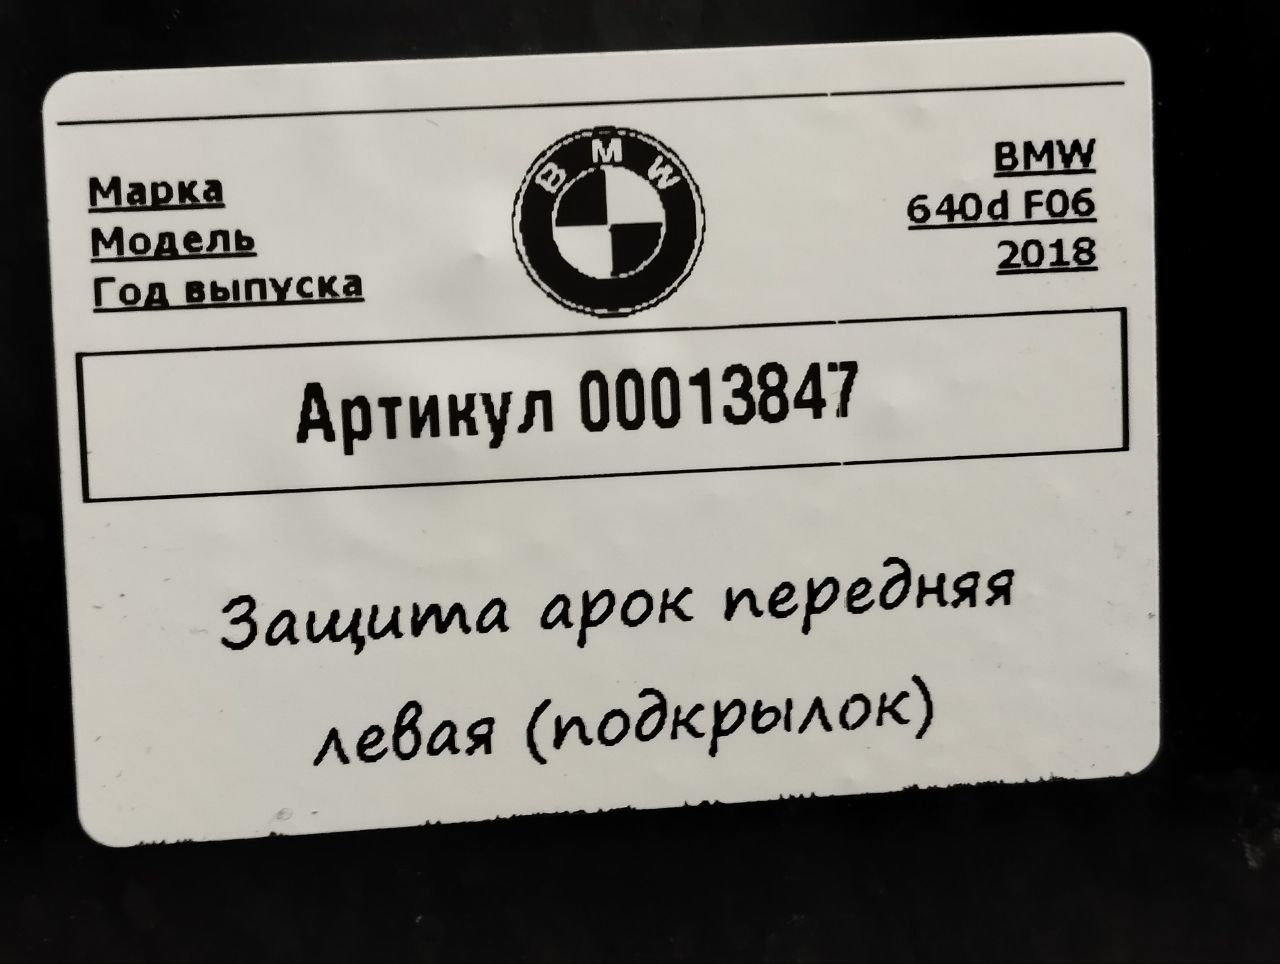 Марка BMW
Модель 640d F06
Год выпуска 2018
BMW
Артикул 00013847
Защита арок передняя
левая (подкрылок)